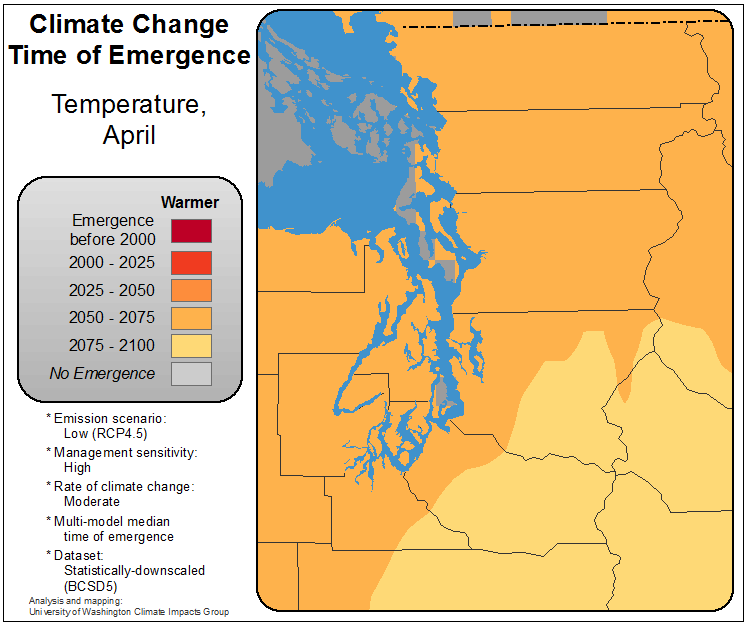 Climate Change
Time of Emergence
Temperature,
April
Warmer
Emergence
before 2000
2000 - 2025
2025 - 2050
2050 - 2075
2075 - 2100
No Emergence
* Emission scenario:
Low (RCP4.5)
* Management sensitivity:
High
* Rate of climate change:
Moderate
* Multi-model median
time of emergence
* Dataset:
Statistically-downscaled
(BCSD5)
Analysis and mapping:
University of Washington Climate Impacts Group